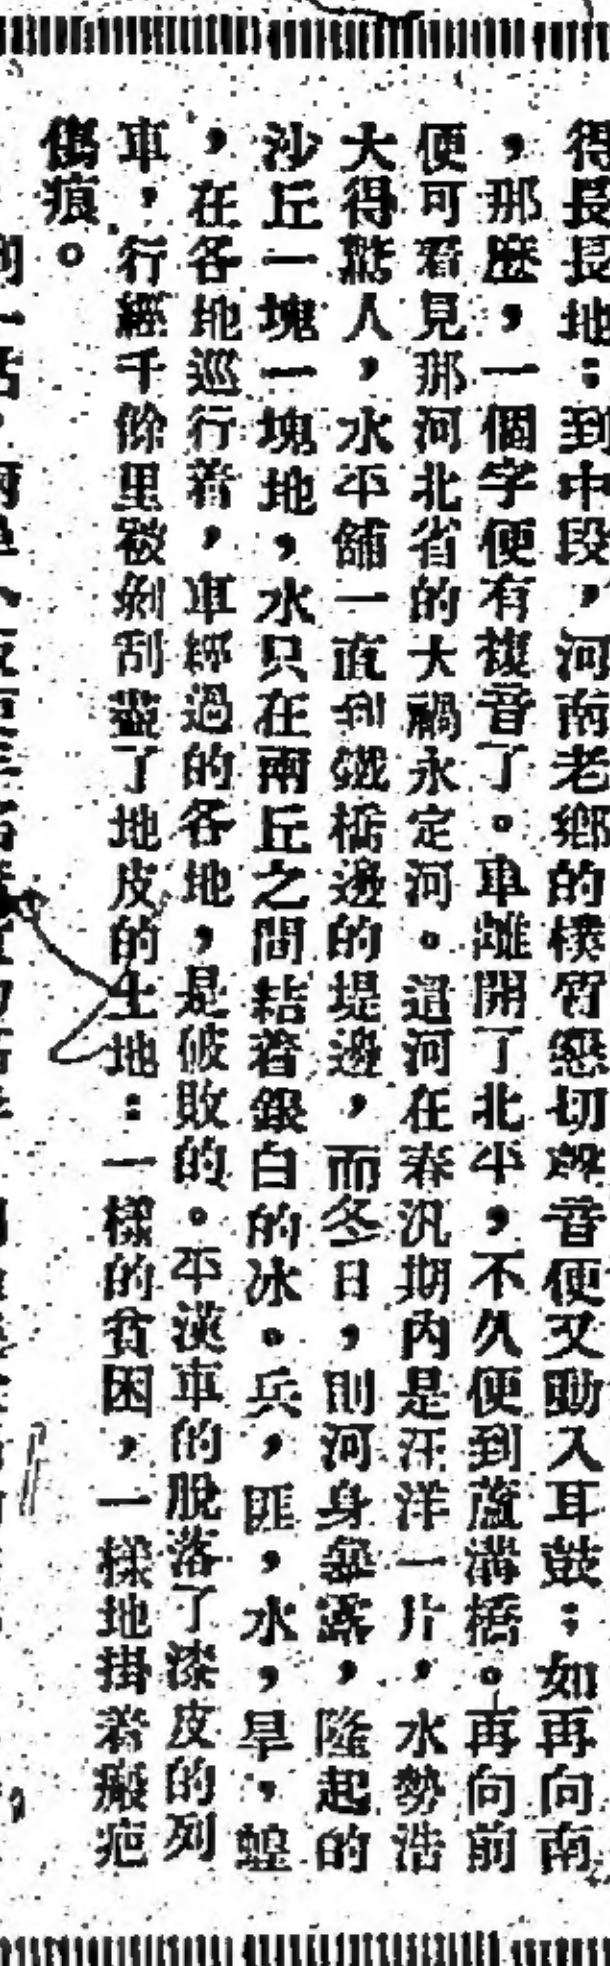 得長長地；到中段，河南老鄉的樸質懇切聲音便又動入耳鼓；如再向南
，那麼，一個字便有複音了。車離開了北平，不久便到蘆溝橋。再向前
便可看見那河北省的大禍永定河。這河在春汎期內是汪洋一片，水勢浩
大得驚人，水平舖一直到鐵橋邊的堤邊，而冬日，則河身畢露，隆起的
沙丘一塊一塊地，水只在兩丘之間結着銀白的冰。兵，匪，水，旱，蝗
，在各地巡行着，車經過的各地，是破敗的。平漢車的脫落了漆皮的列
車，行經千餘里被剝刮盡了地皮的土地：一樣的貧困，一樣地掛着瘢疤
傷痕。